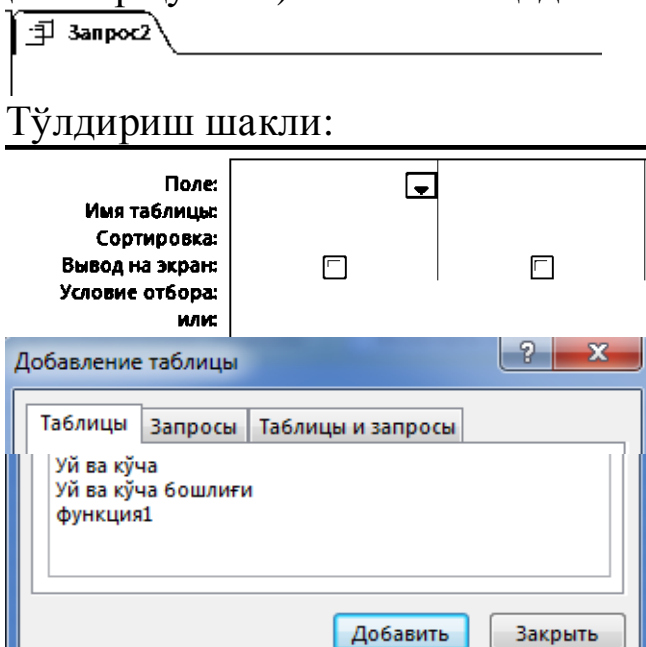 Запрос2
Тўлдириш шакли:
Поле:
Имя таблицы:
Сортировка:
Вывод на экран:
Условие отбора:
или:
Добавление таблицы
Таблицы Запросы Таблицы и запросы
Уй ва кўча
Уй ва кўча бошлиғи
функция1
Добавить Закрыть